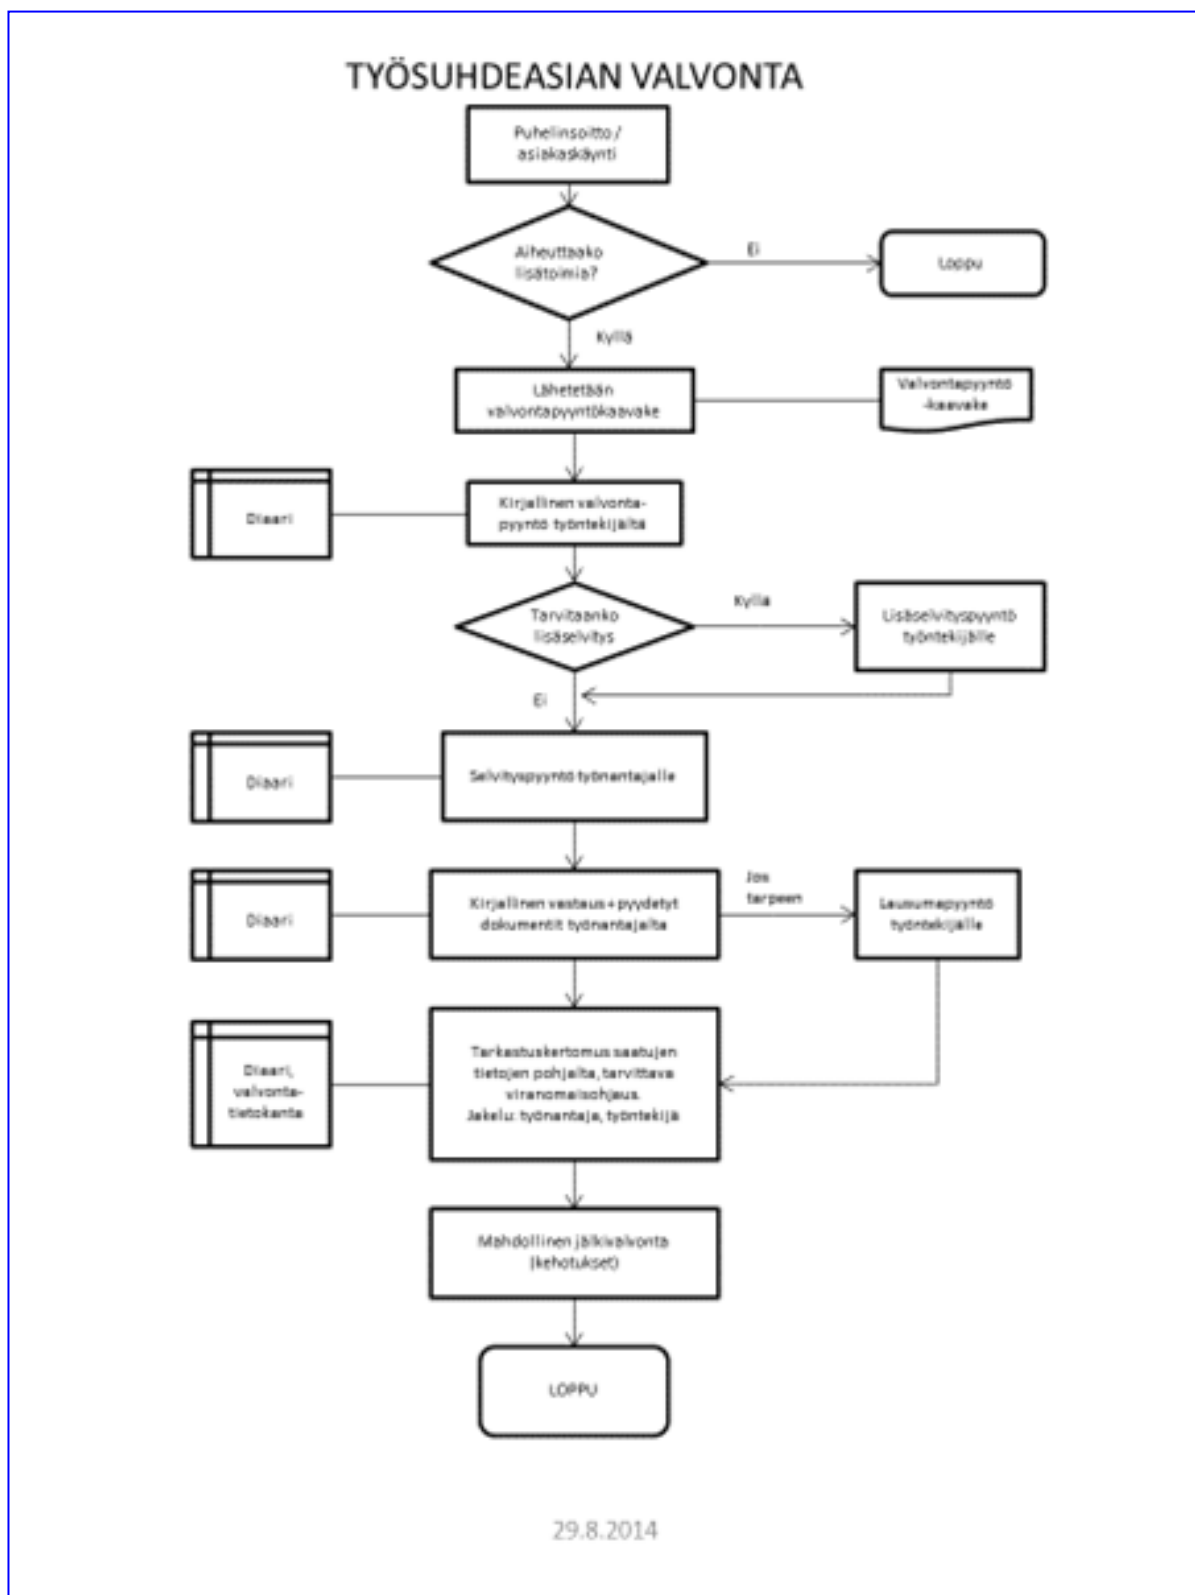 TYÖSUHDEASIAN VALVONTA
Puhelinsoitto /
asiakaskäynti
Aiheuttaako
lisätoimia?
Ei
Loppu
Kyllä
Lähetetään
valvontapyyntökaavake
Valvontapyyntö
-kaavake
Diaari
Kirjallinen valvonta-
pyyntö työntekijältä
Tarvitaanko
lisäselvitys
Kyllä
Lisäselvityspyyntö
työntekijälle
Ei
Diaari
Selvityspyyntö työnantajalle
Diaari
Kirjallinen vastaus + pyydetyt
dokumentit työnantajalta
Jos
tarpeen
Lausumapyyntö
työntekijälle
Diaari,
valvonta-
tietokanta
Tarkastuskertomus saatujen
tietojen pohjalta, tarvittava
viranomaisohjaus.
Jakelu: työnantaja, työntekijä
Mahdollinen jälkivalvonta
(kehotukset)
LOPPU
29.8.2014